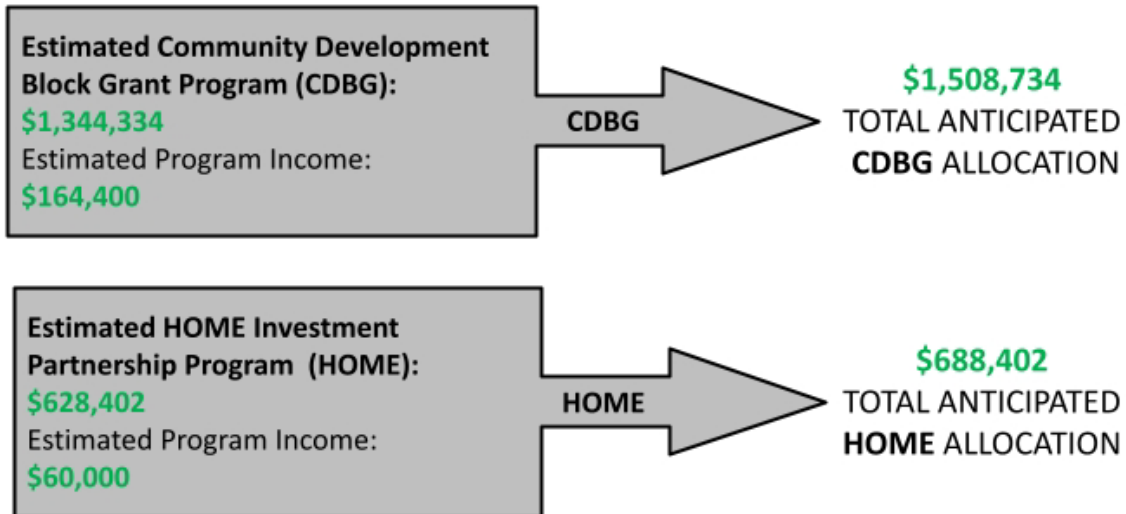 Estimated Community Development
Block Grant Program (CDBG):
$1,344,334
Estimated Program Income:
$164,400
CDBG
$1,508,734
TOTAL ANTICIPATED
CDBG ALLOCATION
Estimated HOME Investment
Partnership Program (HOME):
$628,402
Estimated Program Income:
$60,000
HOME
$688,402
TOTAL ANTICIPATED
HOME ALLOCATION